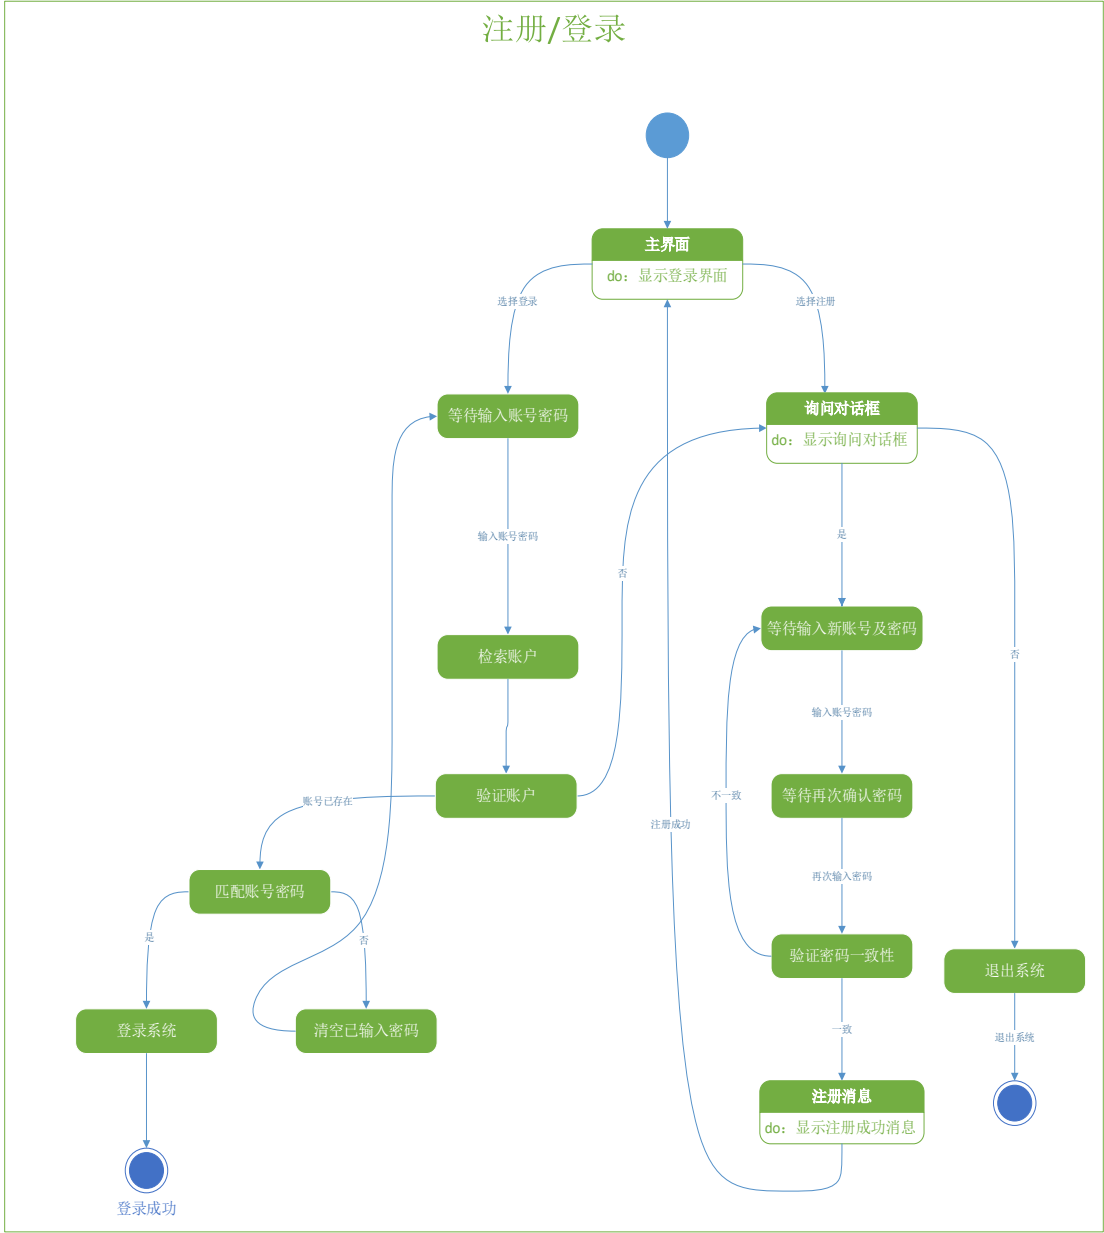 注册/登录
主界面
do: 显示登录界面
选择登录
选择注册
等待输入账号密码
询问对话框
do: 显示询问对话框
输入账号密码
是
否
等待输入新账号及密码
检索账户
否
输入账号密码
验证账户
账号已存在
不一致
等待再次确认密码
注册成功
匹配账号密码
再次输入密码
是
否
验证密码一致性
退出系统
登录系统
清空已输入密码
一致
退出系统
注册消息
do: 显示注册成功消息
登录成功